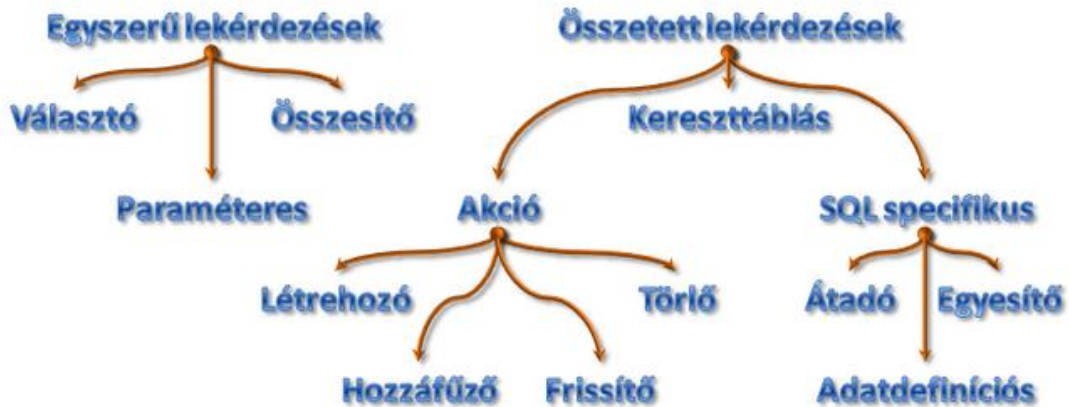 Egyszerű lekérdezések
Összetett lekérdezések
Választó
Összesítő
Kereszttáblás
Paraméteres
Akció
SQL specifikus
Létrehozó
Törlő
Átadó
Egyesítő
Hozzáfűző
Frissítő
Adatdefiníciós